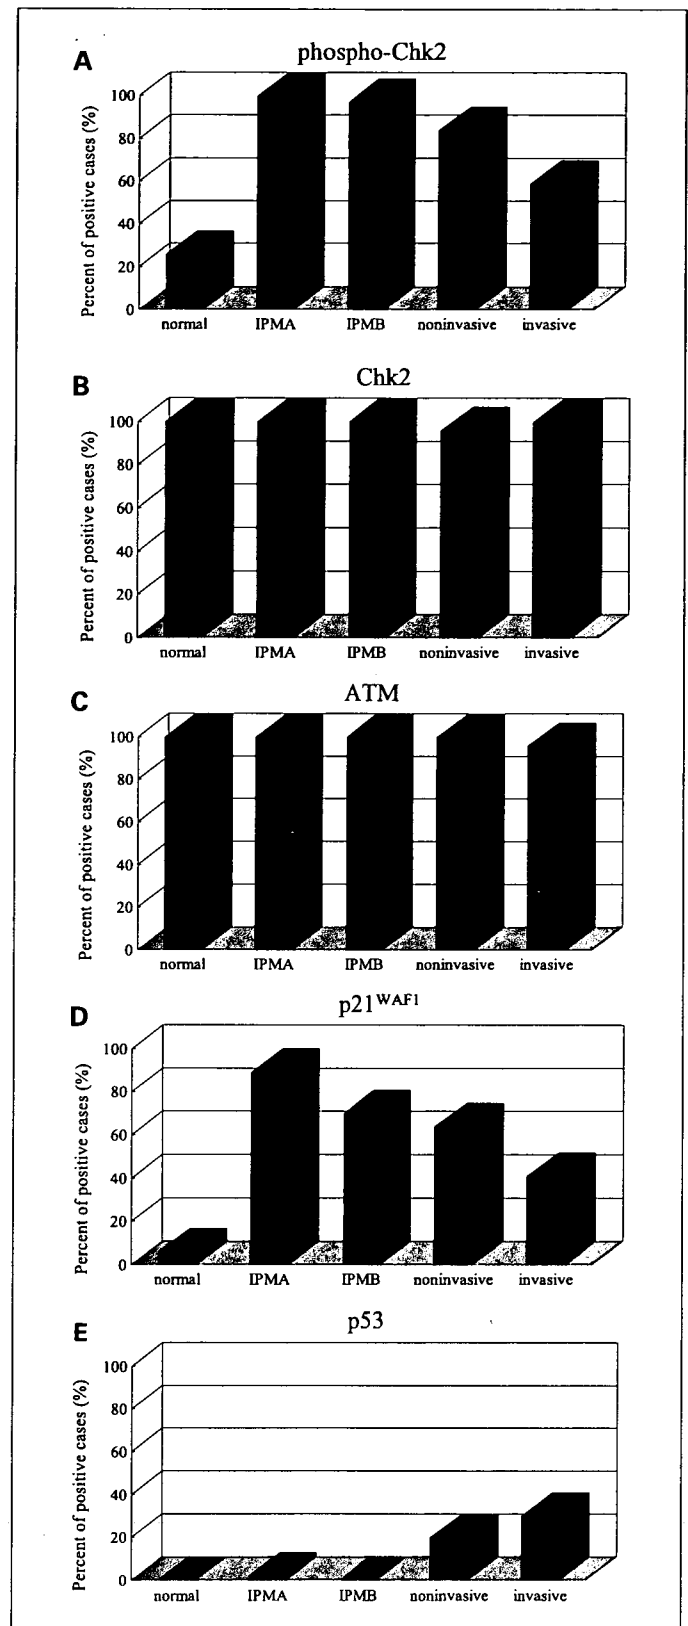 A
phospho-Chk2
Percent of positive cases (%)
100
80
60
40
20
0
normal IPMA IPMB noninvasive invasive
B
Chk2
Percent of positive cases (%)
100
80
60
40
20
0
normal IPMA IPMB noninvasive invasive
C
ATM
Percent of positive cases (%)
100
80
60
40
20
0
normal IPMA IPMB noninvasive invasive
D
p21WAF1
Percent of positive cases (%)
100
80
60
40
20
0
normal IPMA IPMB noninvasive invasive
E
p53
Percent of positive cases (%)
100
80
60
40
20
0
normal IPMA IPMB noninvasive invasive